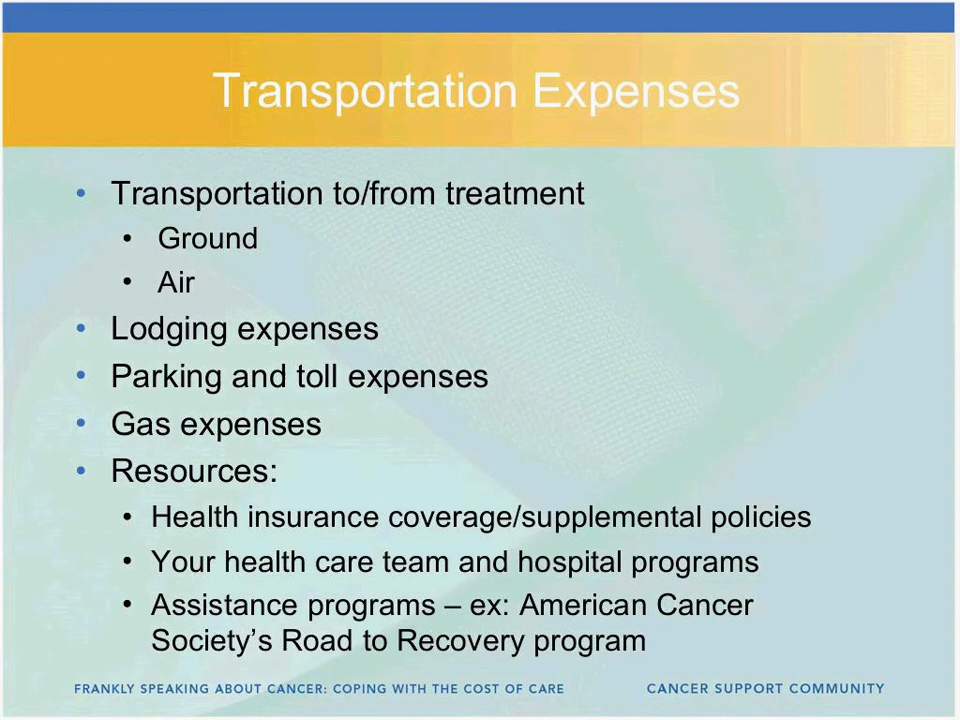 Transportation Expenses
• Transportation to/from treatment
• Ground
• Air
• Lodging expenses
• Parking and toll expenses
• Gas expenses
• Resources:
• Health insurance coverage/supplemental policies
• Your health care team and hospital programs
• Assistance programs – ex: American Cancer
Society’s Road to Recovery program
FRANKLY SPEAKING ABOUT CANCER: COPING WITH THE COST OF CARE CANCER SUPPORT COMMUNITY